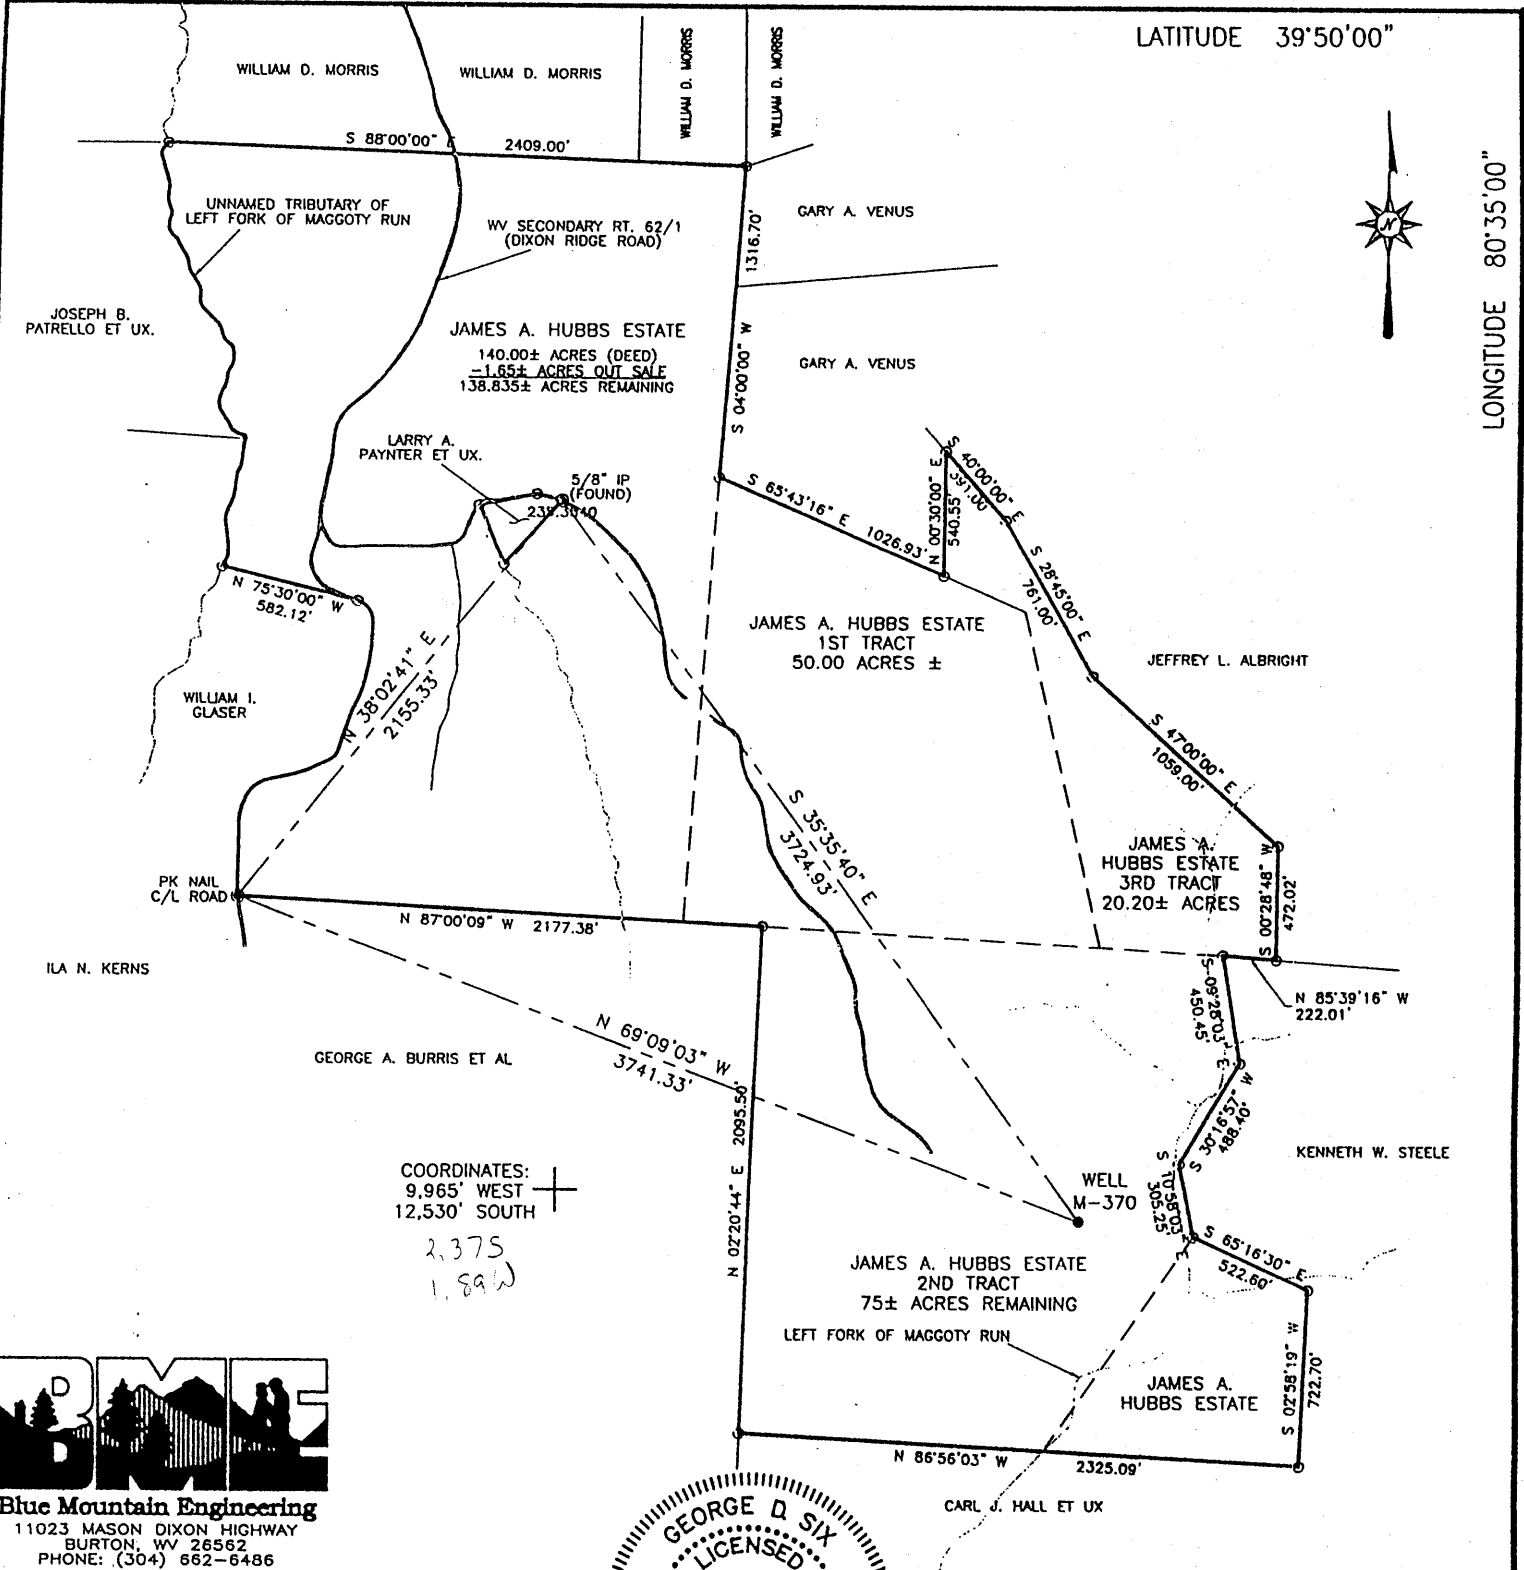 LATITUDE 39°50'00"
LONGITUDE 80°35'00"
WILLIAM D. MORRIS
WILLIAM D. MORRIS
WILLIAM D. MORRIS
WILLIAM D. MORRIS
S 88°00'00" E 2409.00'
UNNAMED TRIBUTARY OF
LEFT FORK OF MAGGOTY RUN
WV SECONDARY RT. 62/1
(DIXON RIDGE ROAD)
GARY A. VENUS
1316.70'
S 04°00'00" W
JOSEPH B.
PATRELLO ET UX.
JAMES A. HUBBS ESTATE
140.00± ACRES (DEED)
-1.65± ACRES OUT SALE
138.835± ACRES REMAINING
GARY A. VENUS
LARRY A.
PAYNTER ET UX.
5/8" IP
(FOUND)
S 65°43'16" E 1026.93'
N 00°30'00" E
540.55'
S 40°00'00" E
391.00'
S 28°45'00" E
761.00'
N 75°30'00" W
582.12'
JAMES A. HUBBS ESTATE
1ST TRACT
50.00 ACRES ±
JEFFREY L. ALBRIGHT
WILLIAM I.
GLASER
N 38°02'41" E
2155.33'
S 47°00'00" E
1059.00'
S 35°35'40" E
3724.93'
JAMES A.
HUBBS ESTATE
3RD TRACT
20.20± ACRES
S 00°28'48" W
472.02'
PK NAIL
C/L ROAD
N 87°00'09" W 2177.38'
ILA N. KERNS
N 85°39'16" W
222.01'
S 09°28'03" E
450.45'
N 69°09'03" W
3741.33'
GEORGE A. BURRIS ET AL
S 30°16'57" W
488.40'
KENNETH W. STEELE
N 02°20'44" E 2095.50'
COORDINATES:
9,965' WEST
12,530' SOUTH
2.37S
1.89W
WELL
M-370
S 10°58'03" E
305.25'
S 65°16'30" E
522.60'
JAMES A. HUBBS ESTATE
2ND TRACT
75± ACRES REMAINING
LEFT FORK OF MAGGOTY RUN
JAMES A.
HUBBS ESTATE
S 02°58'19" W
722.70'
N 86°56'03" W 2325.09'
CARL J. HALL ET UX
BME
Blue Mountain Engineering
11023 MASON DIXON HIGHWAY
BURTON, WV 26562
PHONE: (304) 662-6486
GEORGE D. SIX
LICENSED
N